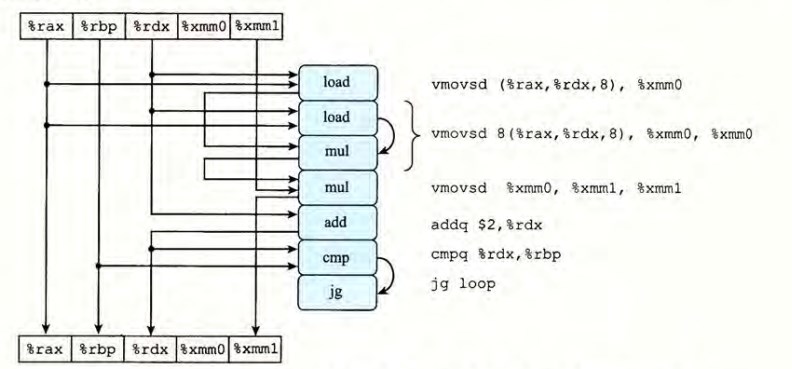 %rax %rbp %rdx %xmm0 %xmm1
load vmovsd (%rax,%rdx,8), %xmm0
load
vmovsd 8(%rax,%rdx,8), %xmm0, %xmm0
mul
mul vmovsd %xmm0, %xmm1, %xmm1
add addq $2,%rdx
cmp cmpq %rdx,%rbp
jg jg loop
%rax %rbp %rdx %xmm0 %xmm1